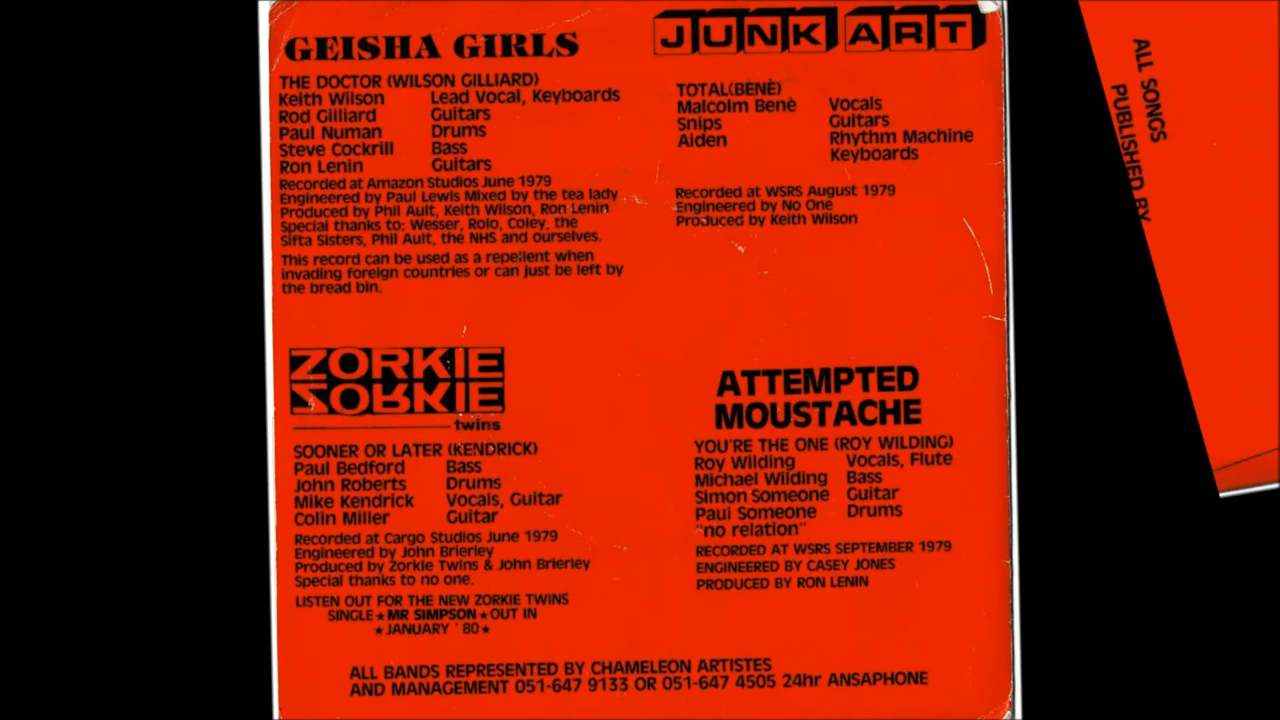 GEISHA GIRLS
THE DOCTOR (WILSON GILLIARD)
Keith Wilson Lead Vocal, Keyboards
Rod Gilliard Guitars
Paul Numan Drums
Steve Cockrill Bass
Ron Lenin Guitars
Recorded at Amazon Studios June 1979
Engineered by Paul Lewis Mixed by the tea lady
Produced by Phil Ault, Keith Wilson, Ron Lenin
Special thanks to: Wesser, Rolo, Coley, the
Sifta Sisters, Phil Ault, the NHS and ourselves.
This record can be used as a repellent when
invading foreign countries or can just be left by
the bread bin.
JUNK ART
TOTAL(BENÈ)
Malcolm Benè Vocals
Snips Guitars
Aiden Rhythm Machine
Keyboards
Recorded at WSRS August 1979
Engineered by No One
Produced by Keith Wilson
ZORKIE
ZORKIE
twins
SOONER OR LATER (KENDRICK)
Paul Bedford Bass
John Roberts Drums
Mike Kendrick Vocals, Guitar
Colin Miller Guitar
Recorded at Cargo Studios June 1979
Engineered by John Brierley
Produced by Zorkie Twins & John Brierley
Special thanks to no one.
LISTEN OUT FOR THE NEW ZORKIE TWINS
SINGLE ★ MR SIMPSON ★ OUT IN
★ JANUARY ' 80 ★
ATTEMPTED
MOUSTACHE
YOU'RE THE ONE (ROY WILDING)
Roy Wilding Vocals, Flute
Michael Wilding Bass
Simon Someone Guitar
Paul Someone Drums
"no relation"
RECORDED AT WSRS SEPTEMBER 1979
ENGINEERED BY CASEY JONES
PRODUCED BY RON LENIN
ALL BANDS REPRESENTED BY CHAMELEON ARTISTES
AND MANAGEMENT 051-647 9133 OR 051-647 4505 24hr ANSAPHONE
ALL SONGS
PUBLISHED BY